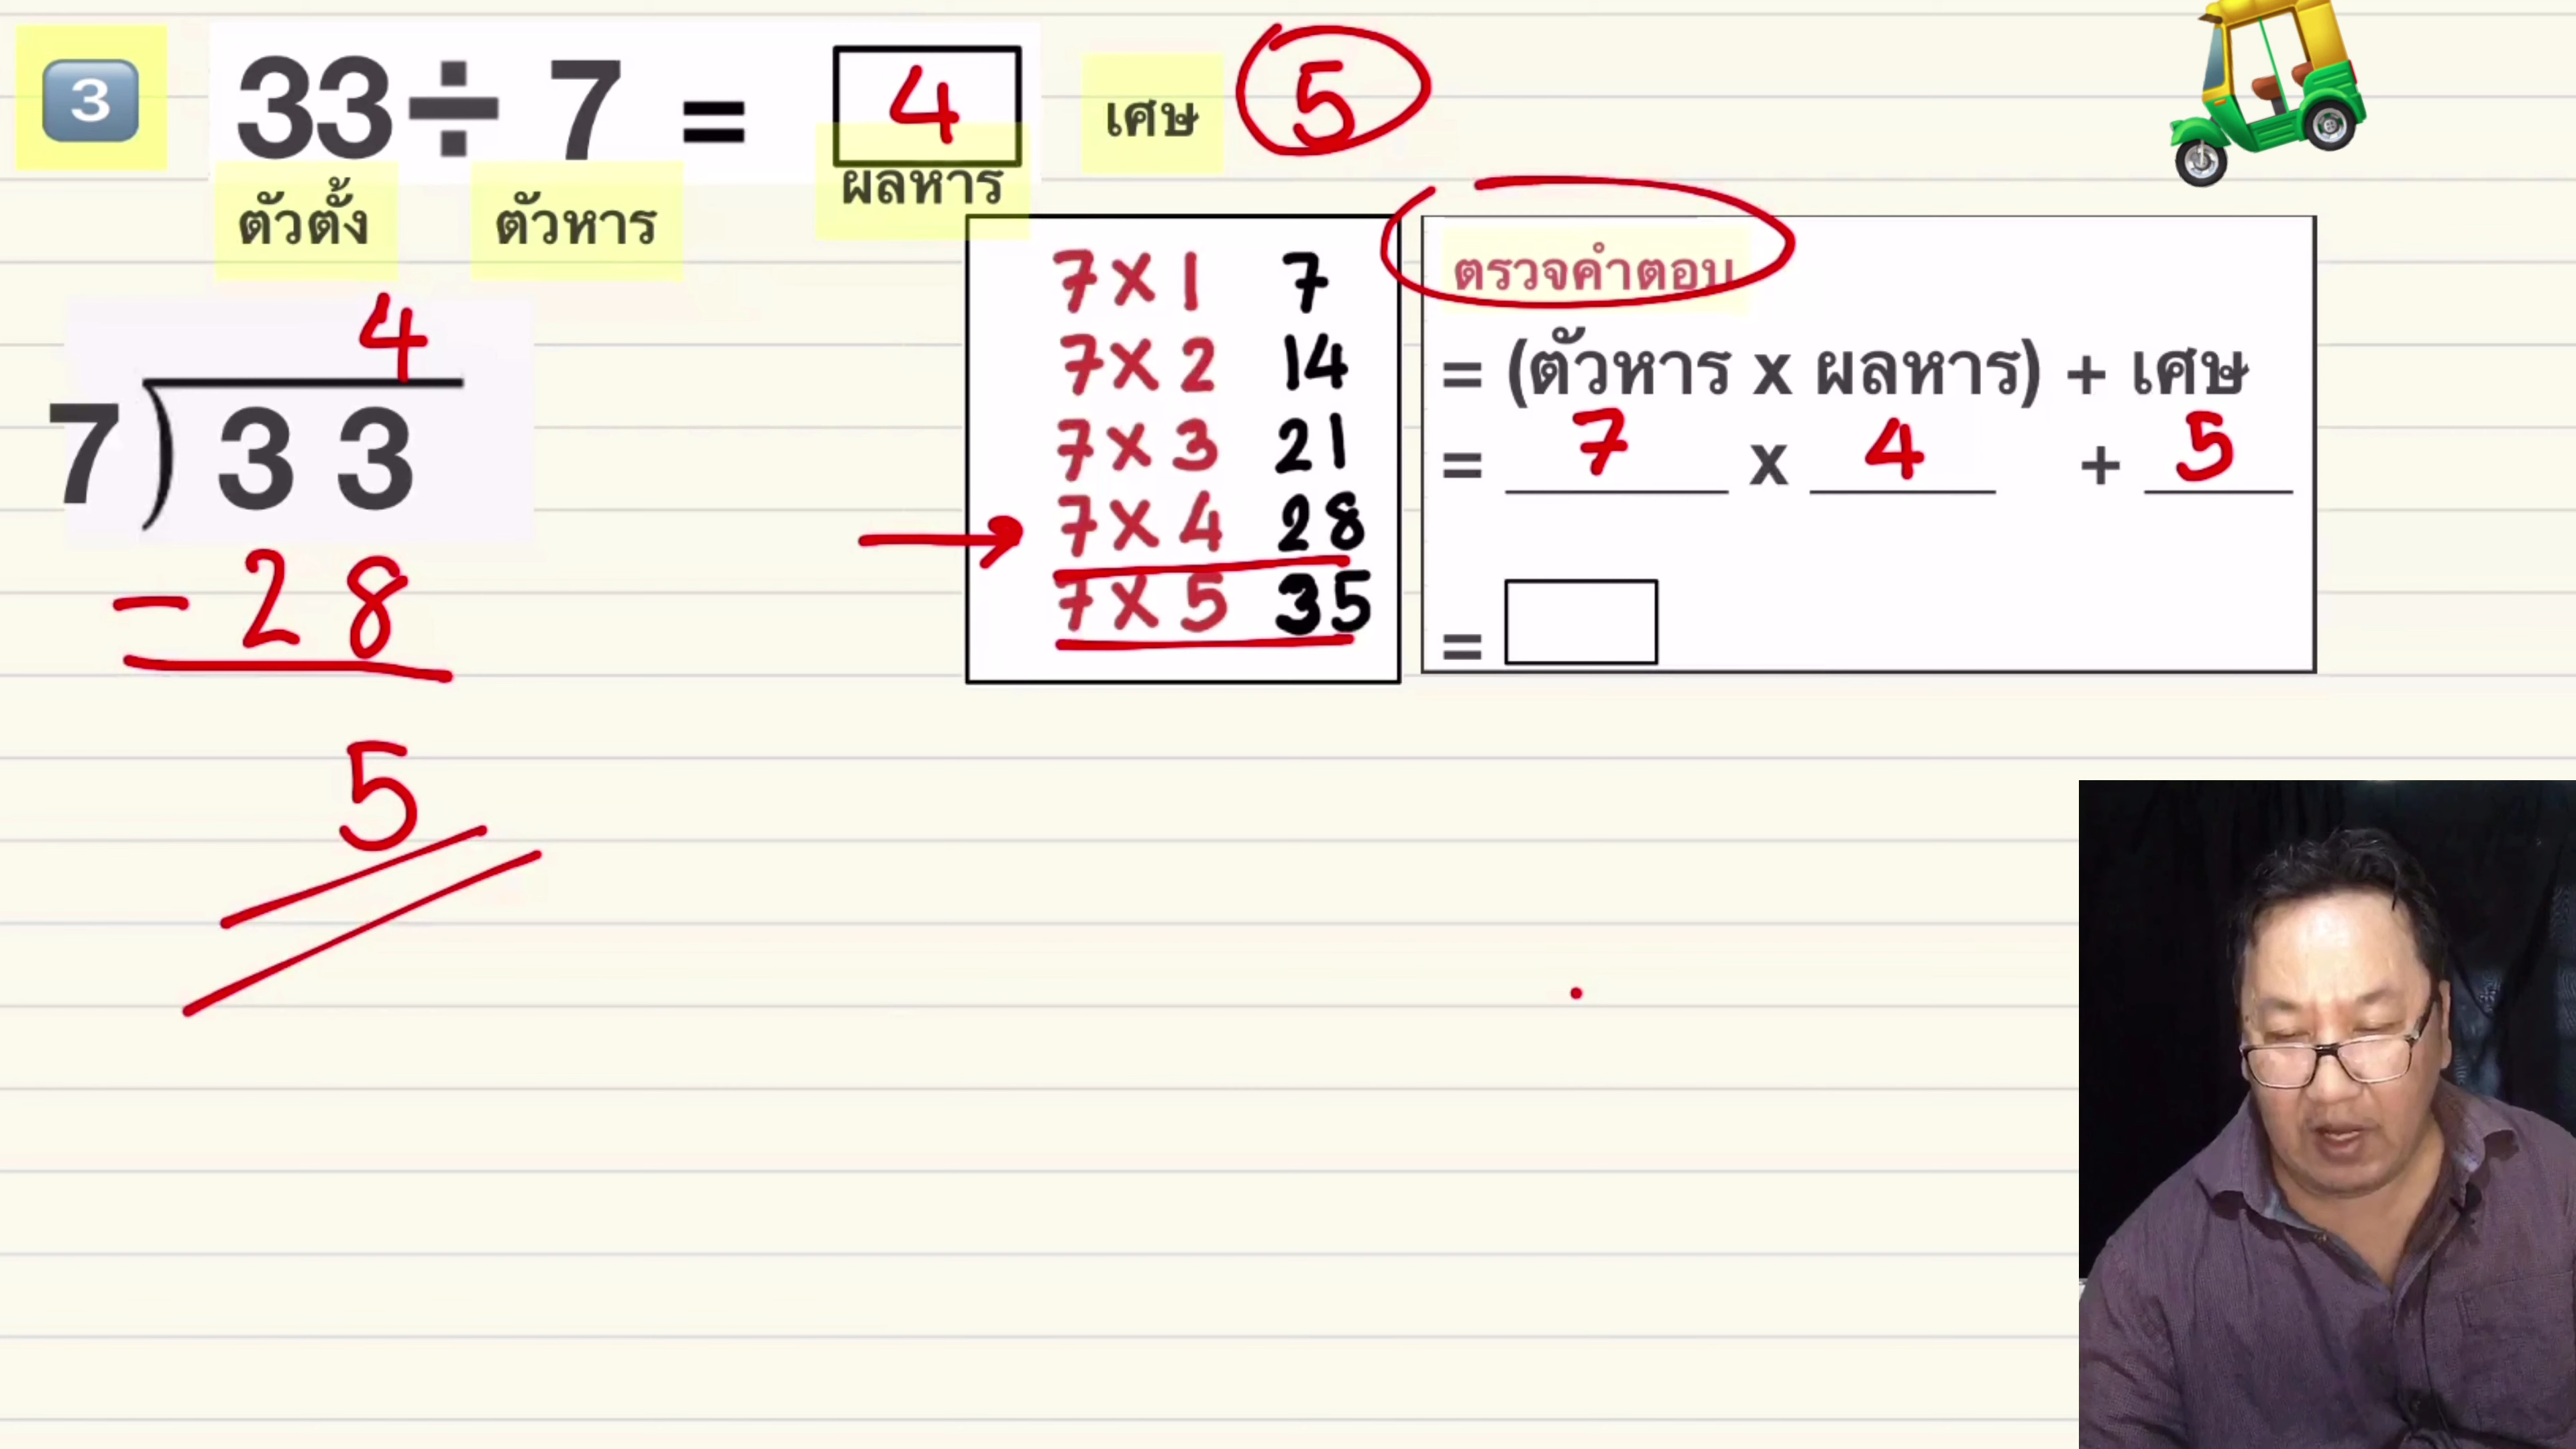 3 33 ÷ 7 = 4 เศษ 5
ตัวตั้ง ตัวหาร ผลหาร
4
7 ) 3 3
- 2 8
5
7 x 1 7
7 x 2 14
7 x 3 21
7 x 4 28
7 x 5 35
ตรวจคำตอบ
= (ตัวหาร x ผลหาร) + เศษ
= 7 x 4 + 5
=